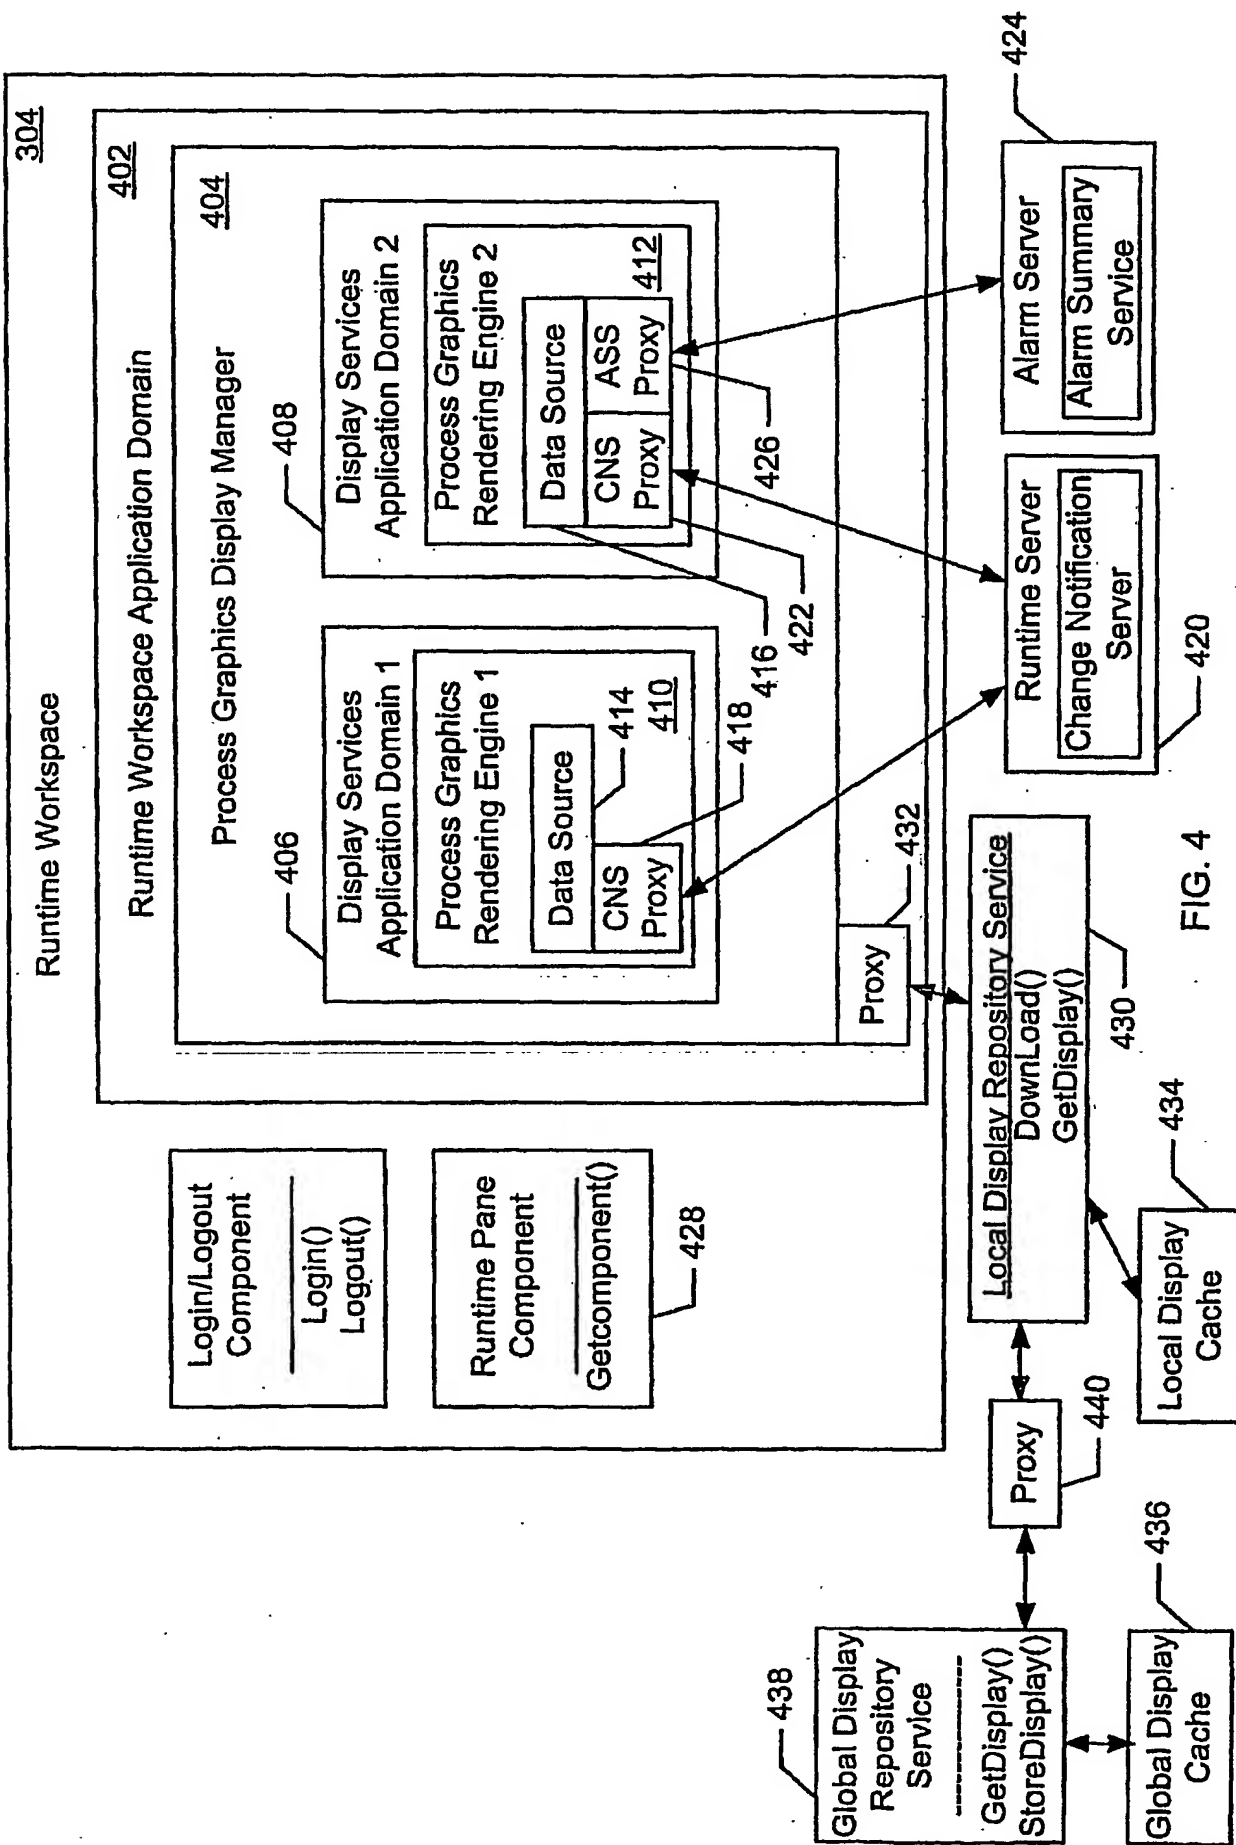 Runtime Workspace
304
Runtime Workspace Application Domain
402
Process Graphics Display Manager
404
Login/Logout
Component
Login()
Logout()
Runtime Pane
Component
Getcomponent()
428
406
Display Services
Application Domain 1
Process Graphics
Rendering Engine 1
Data Source
CNS
Proxy
414
410
418
408
Display Services
Application Domain 2
Process Graphics
Rendering Engine 2
Data Source
412
CNS
Proxy
ASS
Proxy
416
422
426
Proxy
432
438
Global Display
Repository
Service
GetDisplay()
StoreDisplay()
Global Display
Cache
436
Proxy
440
Local Display Repository Service
DownLoad()
GetDisplay()
430
Local Display
Cache
434
Runtime Server
Change Notification
Server
420
Alarm Server
Alarm Summary
Service
424
FIG. 4